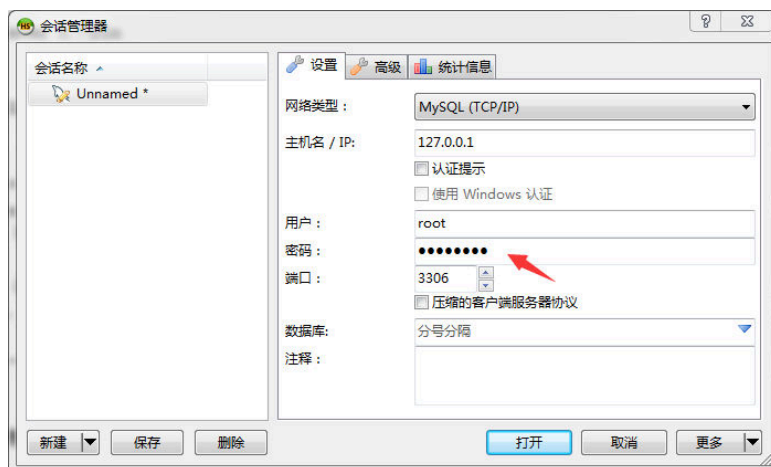 HS 会话管理器
会话名称
Unnamed *
设置 高级 统计信息
网络类型： MySQL (TCP/IP)
主机名 / IP: 127.0.0.1
认证提示
使用 Windows 认证
用户： root
密码： ●●●●●●●●
端口： 3306
压缩的客户端服务器协议
数据库: 分号分隔
注释：
新建 保存 删除 打开 取消 更多